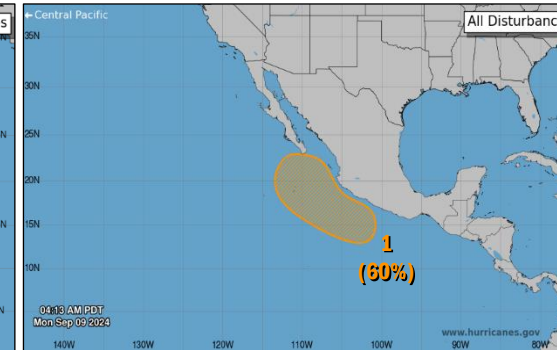 s
← Central Pacific
All Disturbanc
35N
30N
25N
N
20N
N
15N
10N
N
1
(60%)
04:13 AM PDT
Mon Sep 09 2024
www.hurricanes.gov
140W 130W 120W 110W 100W 90W 80W